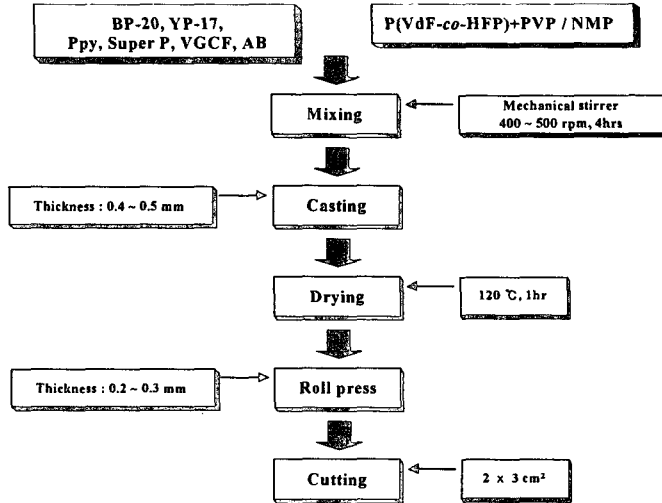 BP-20, YP-17,
Ppy, Super P, VGCF, AB
P(VdF-co-HFP)+PVP / NMP
Mixing
Mechanical stirrer
400 ~ 500 rpm, 4hrs
Thickness : 0.4 ~ 0.5 mm
Casting
Drying
120 ℃, 1hr
Thickness : 0.2 ~ 0.3 mm
Roll press
Cutting
2 x 3 cm²